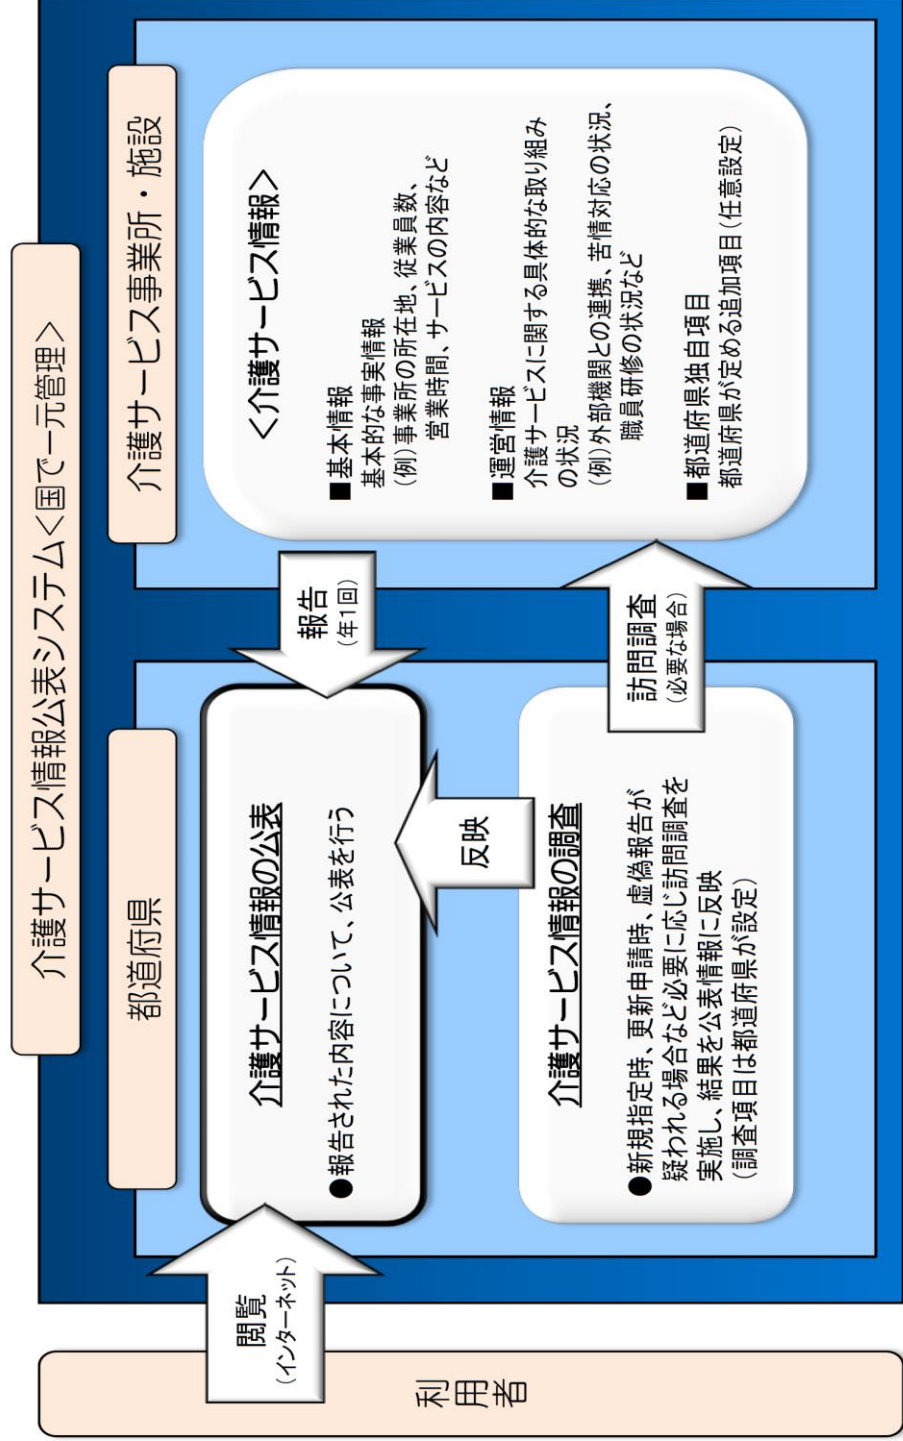 介護サービス情報公表システム<国で一元管理>
利用者
閲覧
(インターネット)
都道府県
介護サービス情報の公表
●報告された内容について、公表を行う
反映
介護サービス情報の調査
●新規指定時、更新申請時、虚偽報告が
疑われる場合など必要に応じ訪問調査を
実施し、結果を公表情報に反映
(調査項目は都道府県が設定)
報告
(年1回)
訪問調査
(必要な場合)
介護サービス事業所・施設
<介護サービス情報>
■基本情報
基本的な事実情報
(例)事業所の所在地、従業員数、
営業時間、サービスの内容など
■運営情報
介護サービスに関する具体的な取り組み
の状況
(例)外部機関との連携、苦情対応の状況、
職員研修の状況など
■都道府県独自項目
都道府県が定める追加項目(任意設定)